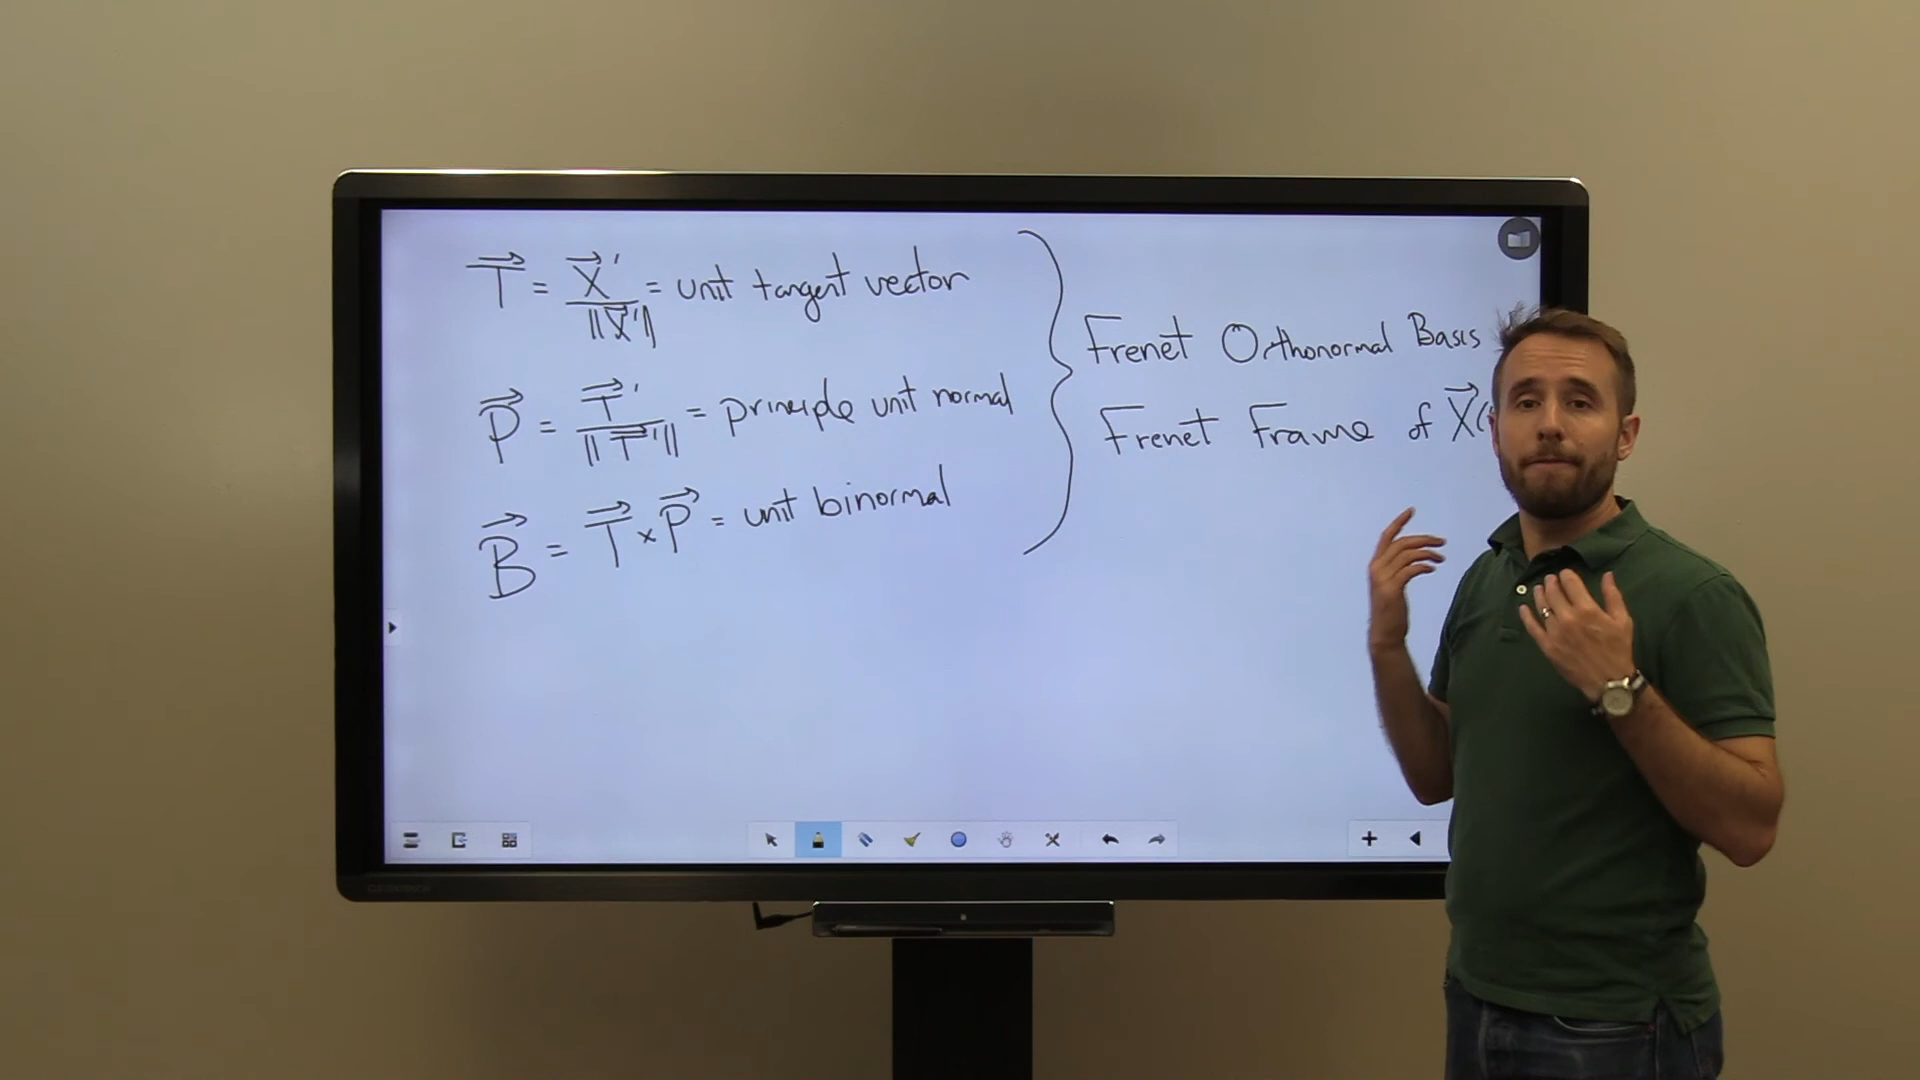 T⃗ = X⃗' / ||X⃗'|| = unit tangent vector
P⃗ = T⃗' / ||T⃗'|| = principle unit normal
B⃗ = T⃗ × P⃗ = unit binormal
Frenet Orthonormal Basis
Frenet Frame of X⃗(